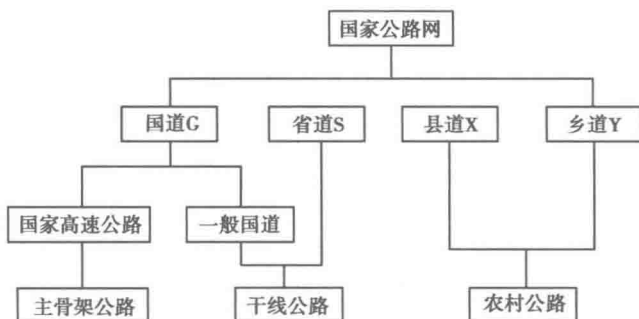 国家公路网
国道G
省道S
县道X
乡道Y
国家高速公路
一般国道
主骨架公路
干线公路
农村公路